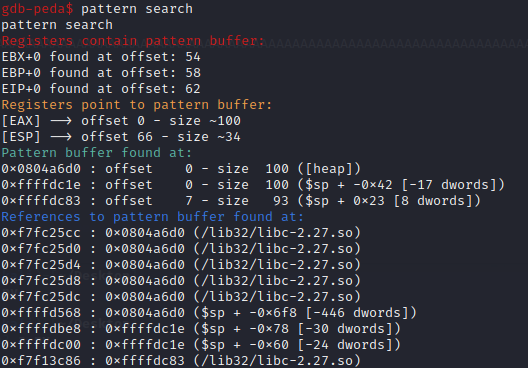 gdb-peda$ pattern search
pattern search
Registers contain pattern buffer:
EBX+0 found at offset: 54
EBP+0 found at offset: 58
EIP+0 found at offset: 62
Registers point to pattern buffer:
[EAX] --> offset 0 - size ~100
[ESP] --> offset 66 - size ~34
Pattern buffer found at:
0x0804a6d0 : offset    0 - size  100 ([heap])
0xffffdc1e : offset    0 - size  100 ($sp + -0x42 [-17 dwords])
0xffffdc83 : offset    7 - size   93 ($sp + 0x23 [8 dwords])
References to pattern buffer found at:
0xf7fc25cc : 0x0804a6d0 (/lib32/libc-2.27.so)
0xf7fc25d0 : 0x0804a6d0 (/lib32/libc-2.27.so)
0xf7fc25d4 : 0x0804a6d0 (/lib32/libc-2.27.so)
0xf7fc25d8 : 0x0804a6d0 (/lib32/libc-2.27.so)
0xf7fc25dc : 0x0804a6d0 (/lib32/libc-2.27.so)
0xffffd568 : 0x0804a6d0 ($sp + -0x6f8 [-446 dwords])
0xffffdbe8 : 0xffffdc1e ($sp + -0x78 [-30 dwords])
0xffffdc00 : 0xffffdc1e ($sp + -0x60 [-24 dwords])
0xf7f13c86 : 0xffffdc83 (/lib32/libc-2.27.so)